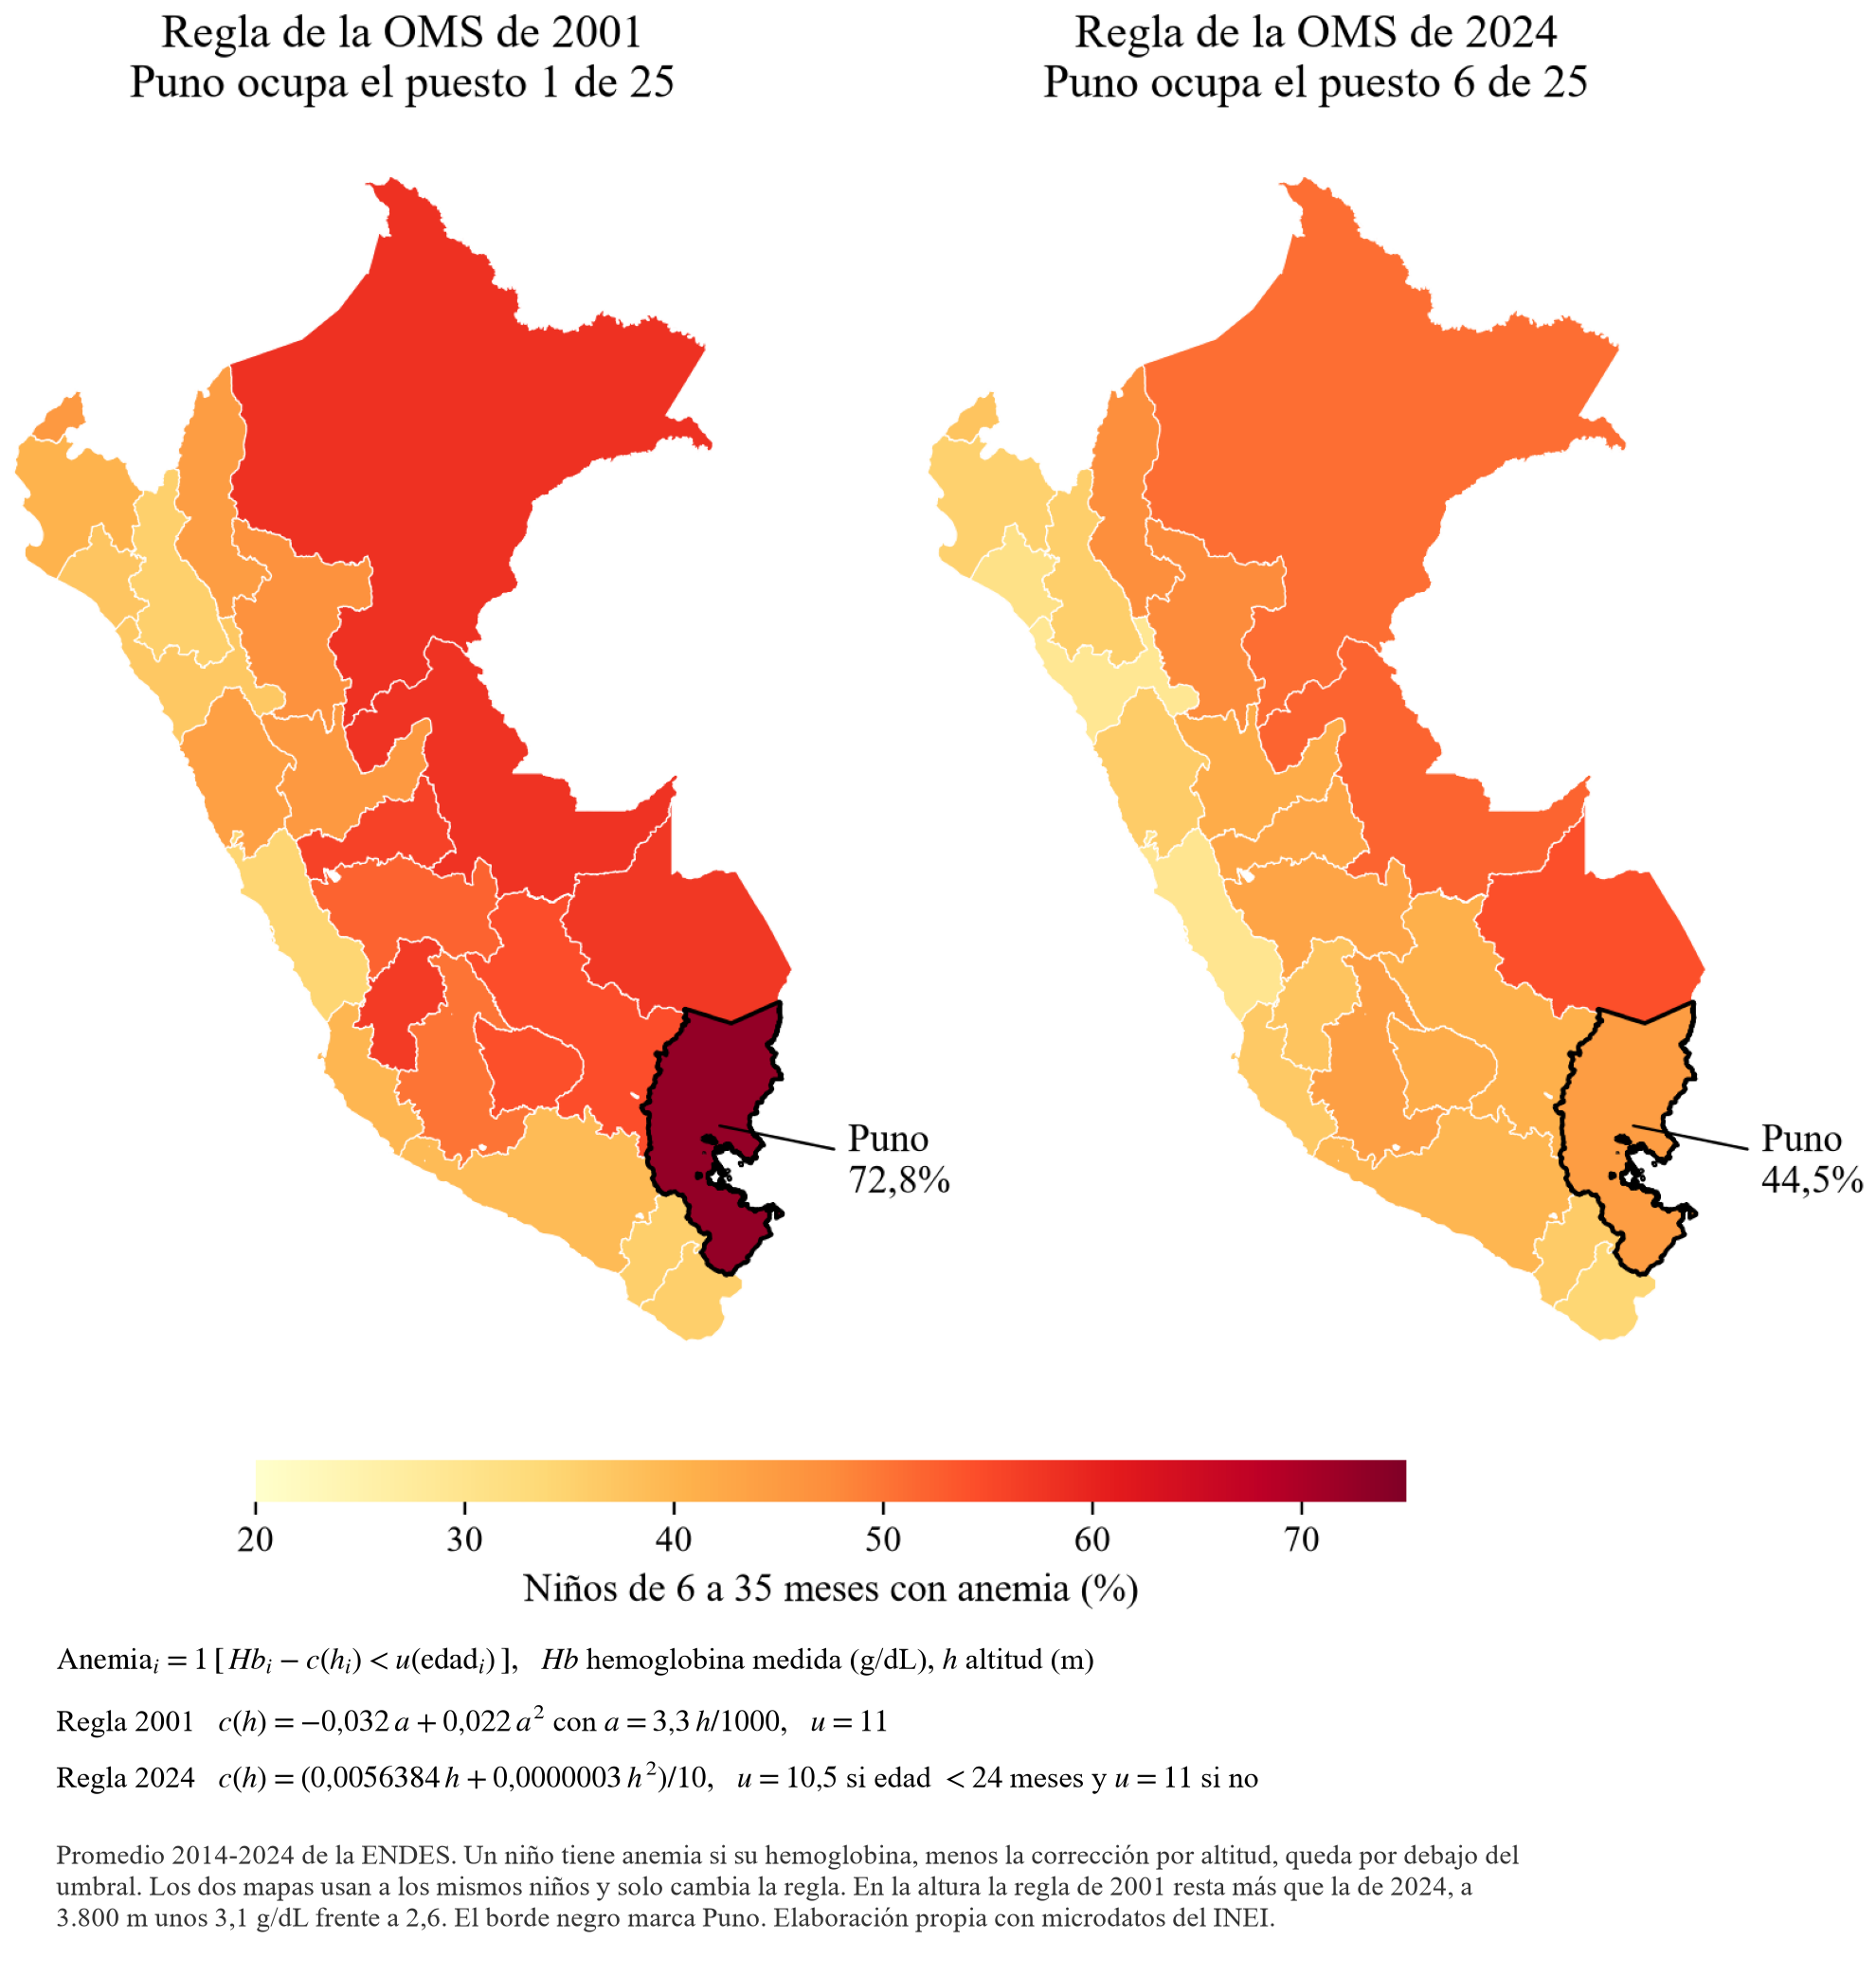 Regla de la OMS de 2001
Puno ocupa el puesto 1 de 25
Regla de la OMS de 2024
Puno ocupa el puesto 6 de 25
Puno
72,8%
Puno
44,5%
20 30 40 50 60 70
Niños de 6 a 35 meses con anemia (%)
Anemiaᵢ = 1 [ Hbᵢ − c(hᵢ) < u(edadᵢ) ], Hb hemoglobina medida (g/dL), h altitud (m)
Regla 2001 c(h) = −0,032 a + 0,022 a² con a = 3,3 h/1000, u = 11
Regla 2024 c(h) = (0,0056384 h + 0,0000003 h²)/10, u = 10,5 si edad < 24 meses y u = 11 si no
Promedio 2014-2024 de la ENDES. Un niño tiene anemia si su hemoglobina, menos la corrección por altitud, queda por debajo del
umbral. Los dos mapas usan a los mismos niños y solo cambia la regla. En la altura la regla de 2001 resta más que la de 2024, a
3.800 m unos 3,1 g/dL frente a 2,6. El borde negro marca Puno. Elaboración propia con microdatos del INEI.